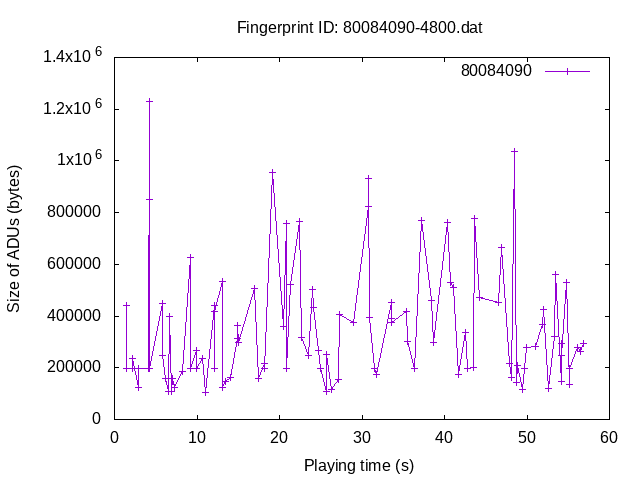 Fingerprint ID: 80084090-4800.dat
80084090
Size of ADUs (bytes)
1.4x10^6
1.2x10^6
1x10^6
800000
600000
400000
200000
0
0 10 20 30 40 50 60
Playing time (s)